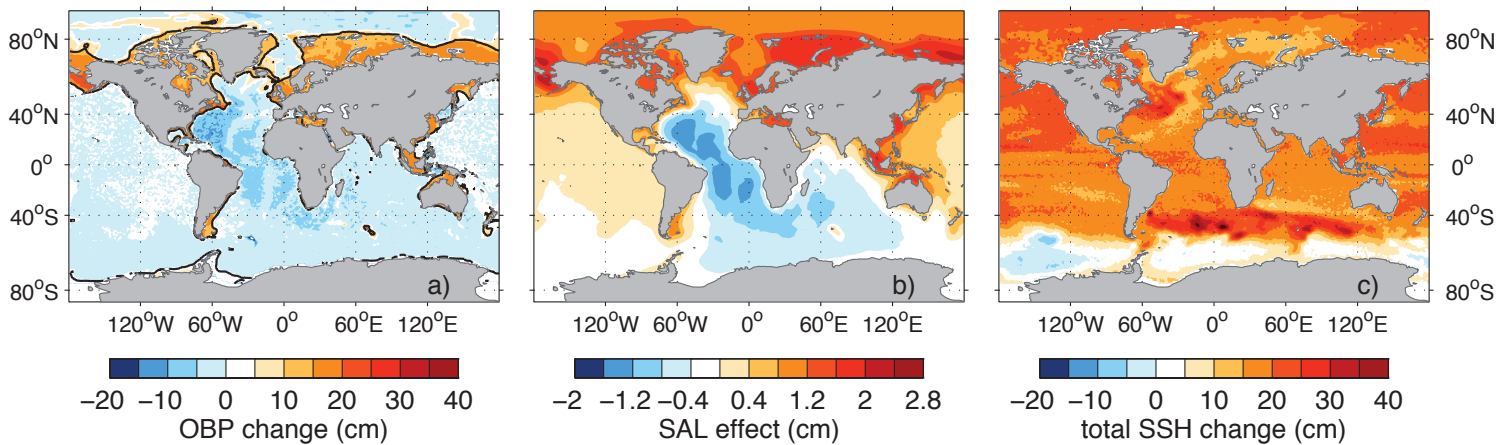 80°N
40°N
0°
40°S
80°S
a)
b)
c)
80°N
40°N
0°
40°S
80°S
120°W 60°W 0° 60°E 120°E
120°W 60°W 0° 60°E 120°E
120°W 60°W 0° 60°E 120°E
−20 −10 0 10 20 30 40
OBP change (cm)
−2 −1.2 −0.4 0.4 1.2 2 2.8
SAL effect (cm)
−20 −10 0 10 20 30 40
total SSH change (cm)